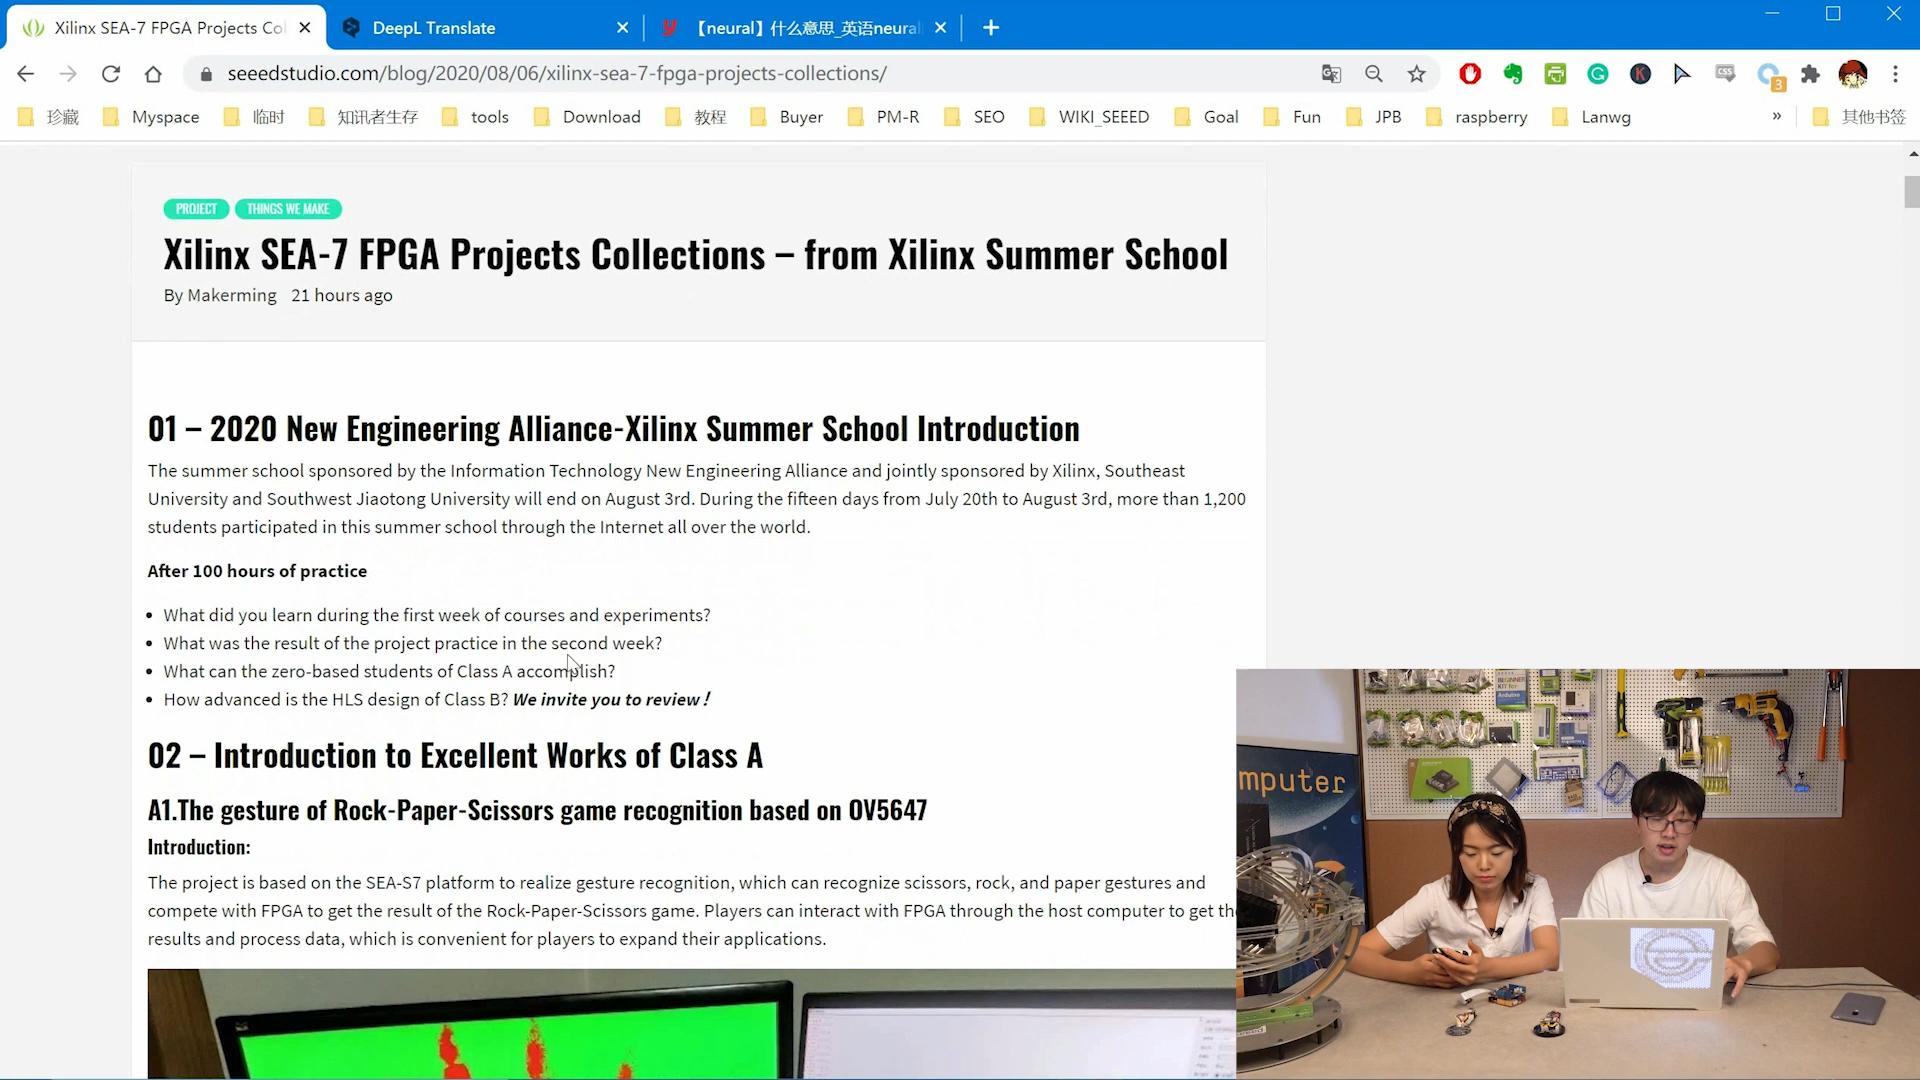 Xilinx SEA-7 FPGA Projects Co
DeepL Translate
【neural】什么意思_英语neural
seeedstudio.com/blog/2020/08/06/xilinx-sea-7-fpga-projects-collections/
CSS
3
珍藏
Myspace
临时
知讯者生存
tools
Download
教程
Buyer
PM-R
SEO
WIKI_SEEED
Goal
Fun
JPB
raspberry
Lanwg
»
其他书签
PROJECT
THINGS WE MAKE
Xilinx SEA-7 FPGA Projects Collections – from Xilinx Summer School
By Makerming 21 hours ago
01 – 2020 New Engineering Alliance-Xilinx Summer School Introduction
The summer school sponsored by the Information Technology New Engineering Alliance and jointly sponsored by Xilinx, Southeast
University and Southwest Jiaotong University will end on August 3rd. During the fifteen days from July 20th to August 3rd, more than 1,200
students participated in this summer school through the Internet all over the world.
After 100 hours of practice
• What did you learn during the first week of courses and experiments?
• What was the result of the project practice in the second week?
• What can the zero-based students of Class A accomplish?
• How advanced is the HLS design of Class B? We invite you to review！
02 – Introduction to Excellent Works of Class A
A1.The gesture of Rock-Paper-Scissors game recognition based on OV5647
Introduction:
The project is based on the SEA-S7 platform to realize gesture recognition, which can recognize scissors, rock, and paper gestures and
compete with FPGA to get the result of the Rock-Paper-Scissors game. Players can interact with FPGA through the host computer to get the
results and process data, which is convenient for players to expand their applications.
mputer